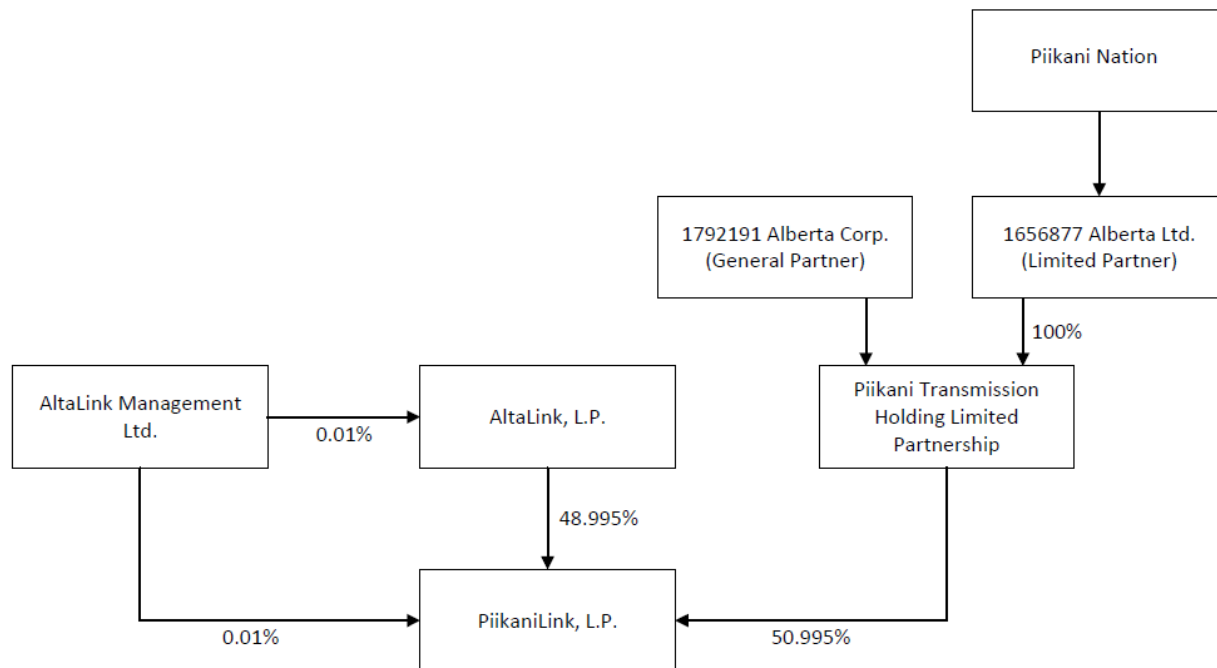 Piikani Nation
1792191 Alberta Corp.
(General Partner)
1656877 Alberta Ltd.
(Limited Partner)
100%
AltaLink Management
Ltd.
0.01%
AltaLink, L.P.
Piikani Transmission
Holding Limited
Partnership
48.995%
PiikaniLink, L.P.
0.01%
50.995%